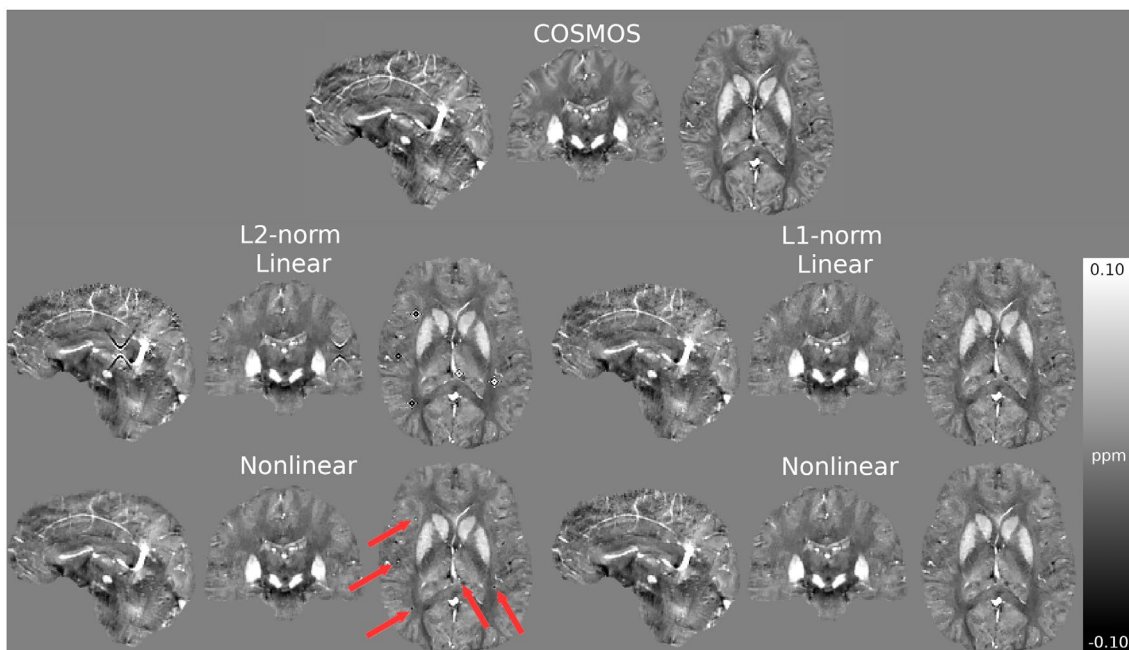 COSMOS
L2-norm
Linear
L1-norm
Linear
0.10
ppm
Nonlinear
Nonlinear
-0.10